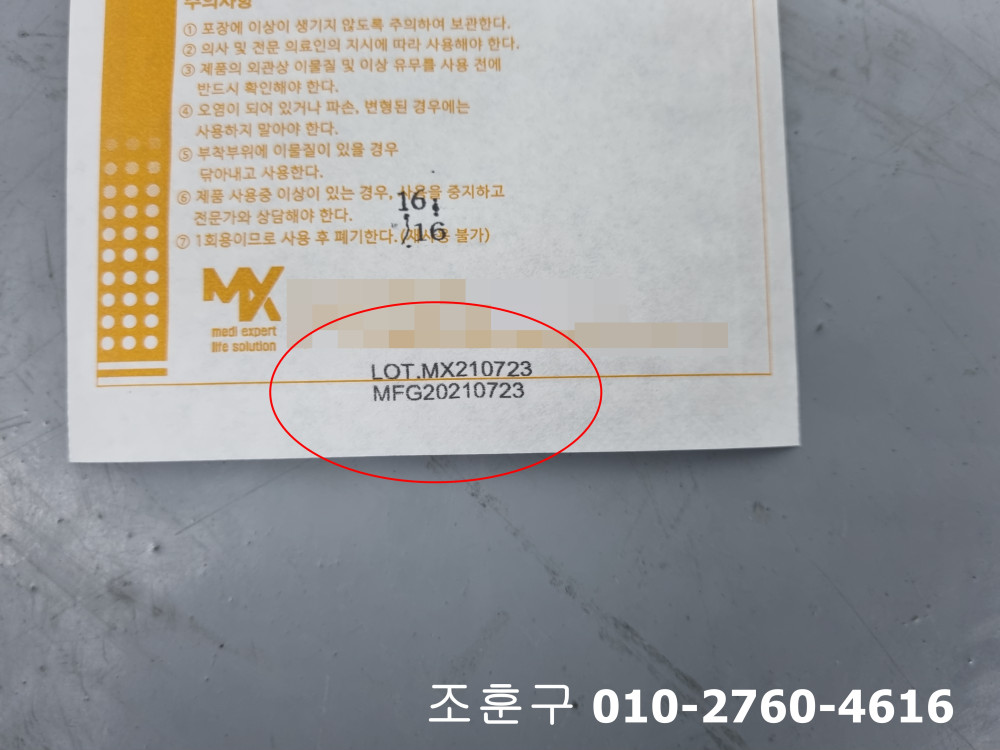 주의사항
① 포장에 이상이 생기지 않도록 주의하여 보관한다.
② 의사 및 전문 의료인의 지시에 따라 사용해야 한다.
③ 제품의 외관상 이물질 및 이상 유무를 사용 전에
반드시 확인해야 한다.
④ 오염이 되어 있거나 파손, 변형된 경우에는
사용하지 말아야 한다.
⑤ 부착부위에 이물질이 있을 경우
닦아내고 사용한다.
⑥ 제품 사용중 이상이 있는 경우, 사용을 중지하고
전문가와 상담해야 한다.
⑦ 1회용이므로 사용 후 폐기한다.(재사용 불가)
16
16
MX
medi expert
life solution
LOT.MX210723
MFG20210723
조훈구 010-2760-4616